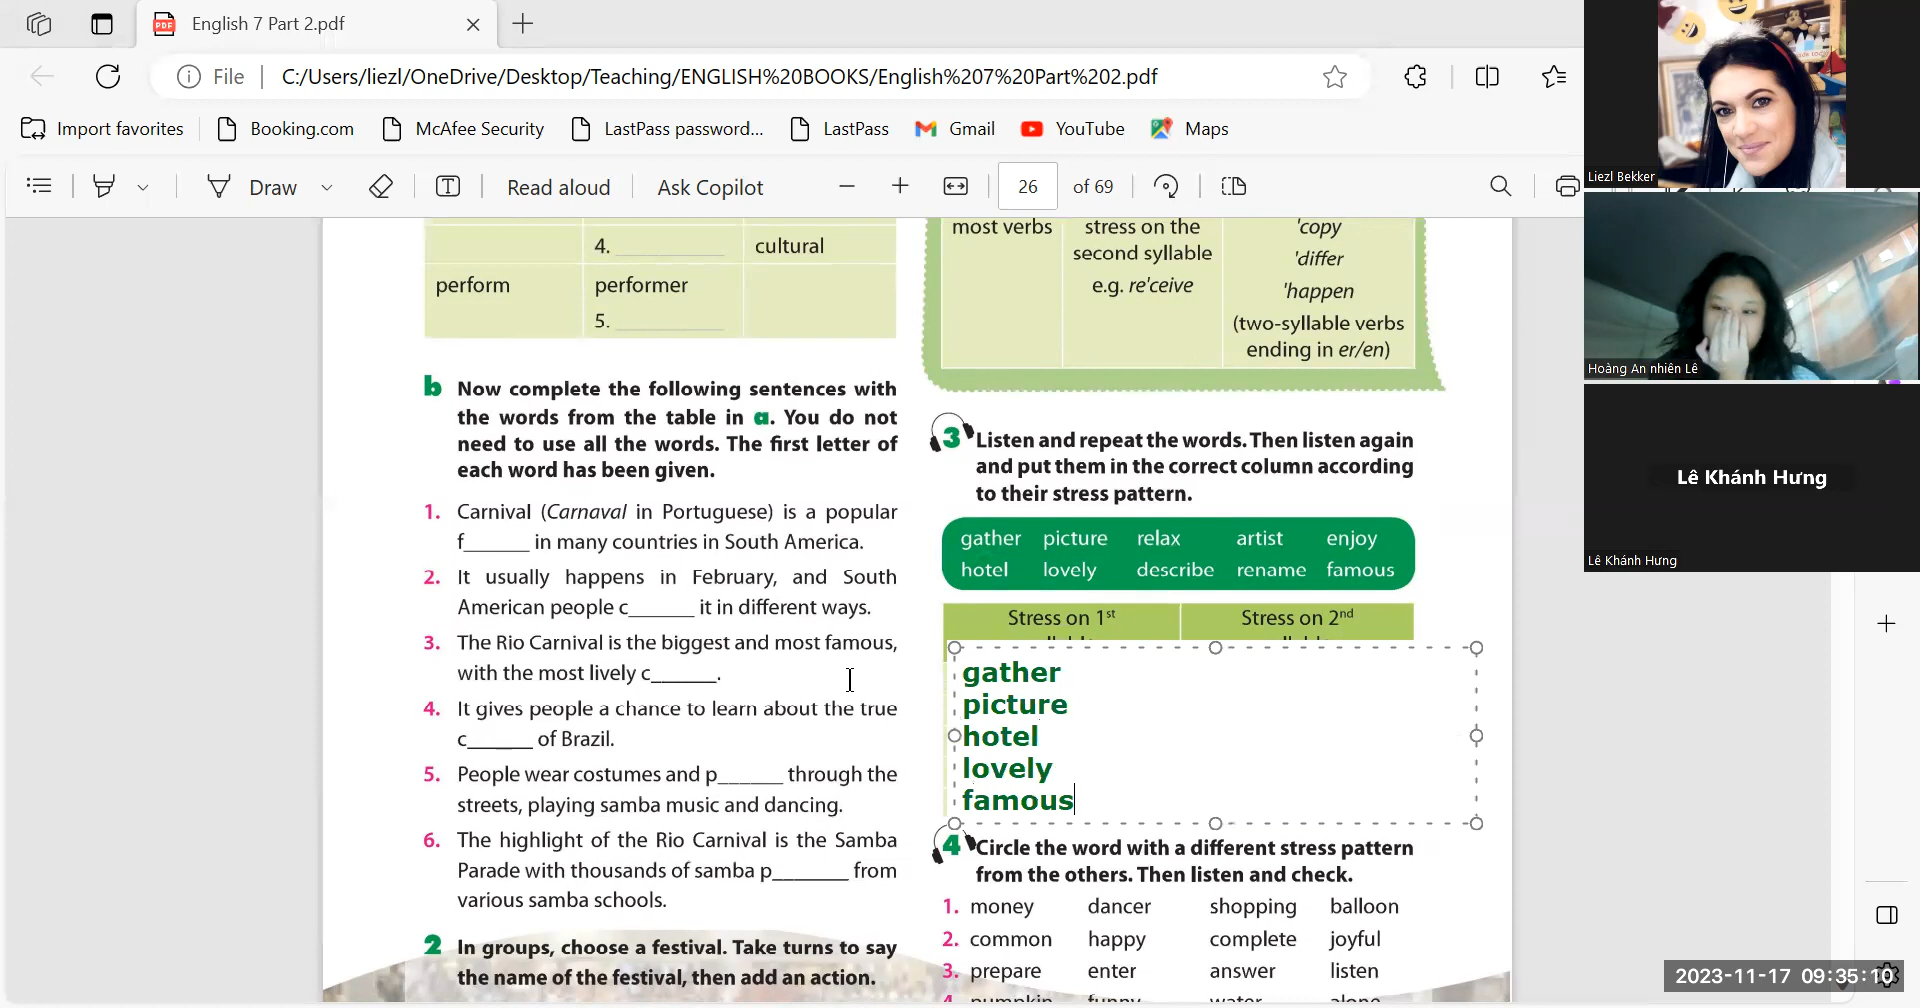 English 7 Part 2.pdf
File
C:/Users/liezl/OneDrive/Desktop/Teaching/ENGLISH%20BOOKS/English%207%20Part%202.pdf
Import favorites
Booking.com
McAfee Security
LastPass password...
LastPass
Gmail
YouTube
Maps
Draw
Read aloud
Ask Copilot
26 of 69
4. ________ cultural
perform performer
5. ________
b Now complete the following sentences with
the words from the table in a. You do not
need to use all the words. The first letter of
each word has been given.
1. Carnival (Carnaval in Portuguese) is a popular
f______ in many countries in South America.
2. It usually happens in February, and South
American people c______ it in different ways.
3. The Rio Carnival is the biggest and most famous,
with the most lively c______.
4. It gives people a chance to learn about the true
c______ of Brazil.
5. People wear costumes and p______ through the
streets, playing samba music and dancing.
6. The highlight of the Rio Carnival is the Samba
Parade with thousands of samba p_______ from
various samba schools.
2 In groups, choose a festival. Take turns to say
the name of the festival, then add an action.
most verbs
stress on the
second syllable
e.g. re'ceive
'copy
'differ
'happen
(two-syllable verbs
ending in er/en)
3 Listen and repeat the words. Then listen again
and put them in the correct column according
to their stress pattern.
gather picture relax artist enjoy
hotel lovely describe rename famous
Stress on 1st
Stress on 2nd
gather
picture
hotel
lovely
famous
4 Circle the word with a different stress pattern
from the others. Then listen and check.
1. money dancer shopping balloon
2. common happy complete joyful
3. prepare enter answer listen
4. pumpkin funny water alone
Liezl Bekker
Hoàng An nhiên Lê
Lê Khánh Hưng
Lê Khánh Hưng
2023-11-17 09:35:10